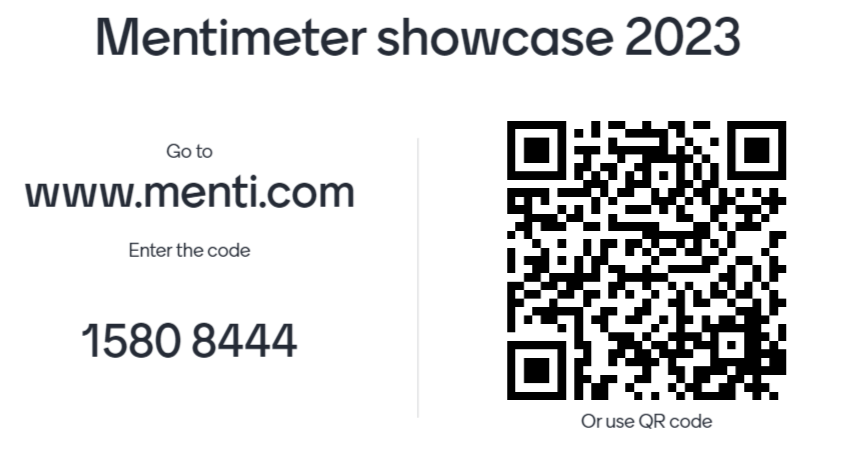 Mentimeter showcase 2023
Go to
www.menti.com
Enter the code
1580 8444
Or use QR code